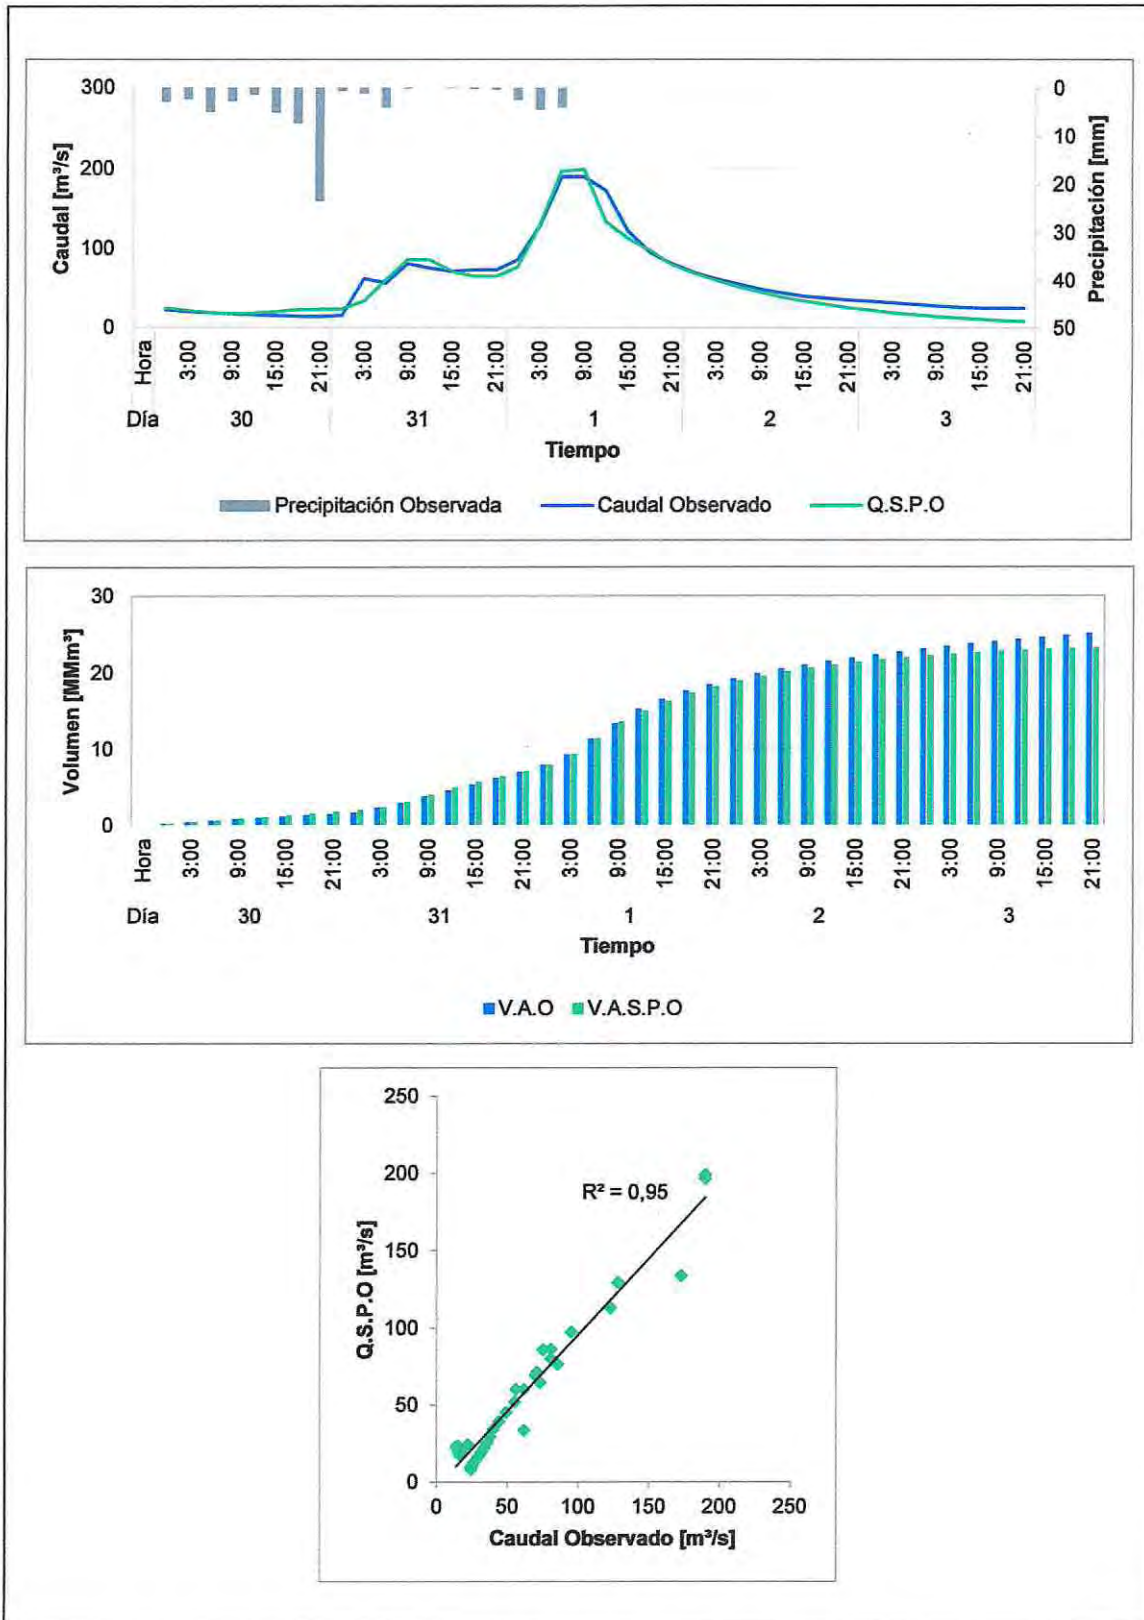 300
200
100
0
Caudal [m³/s]
0
10
20
30
40
50
Precipitación [mm]
Hora 3:00 9:00 15:00 21:00 3:00 9:00 15:00 21:00 3:00 9:00 15:00 21:00 3:00 9:00 15:00 21:00 3:00 9:00 15:00 21:00
Día 30 31 1 2 3
Tiempo
Precipitación Observada Caudal Observado Q.S.P.O
30
20
10
0
Volumen [MMm³]
Hora 3:00 9:00 15:00 21:00 3:00 9:00 15:00 21:00 3:00 9:00 15:00 21:00 3:00 9:00 15:00 21:00 3:00 9:00 15:00 21:00
Día 30 31 1 2 3
Tiempo
V.A.O V.A.S.P.O
250
200
150
100
50
0
Q.S.P.O [m³/s]
R² = 0,95
0 50 100 150 200 250
Caudal Observado [m³/s]